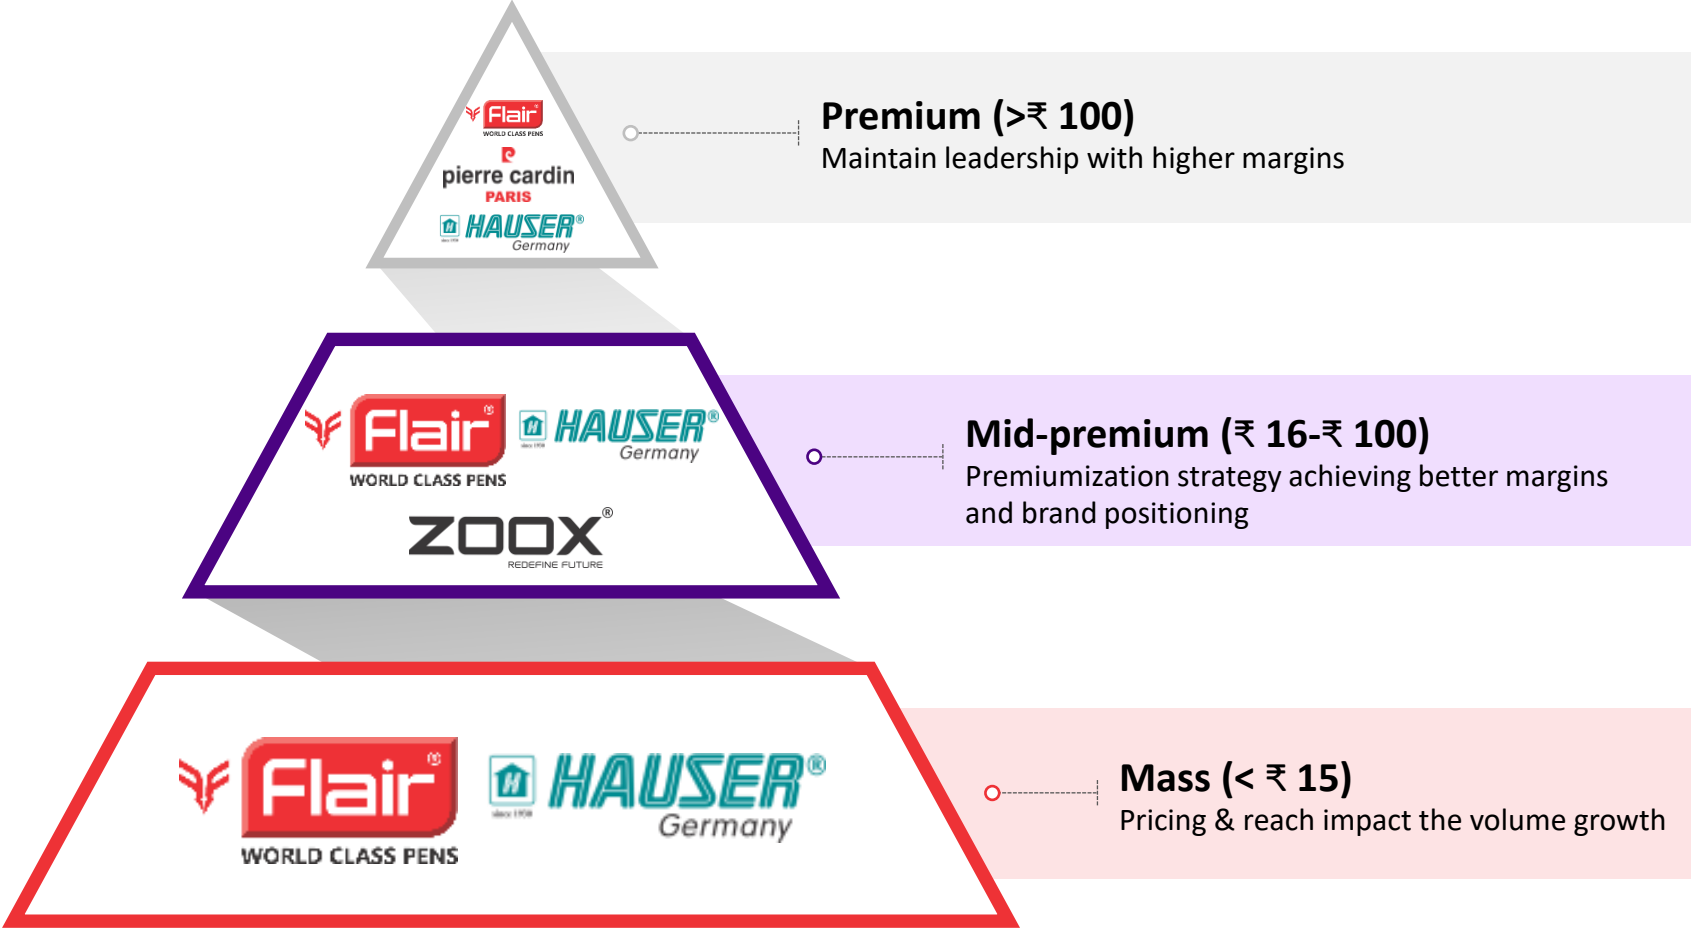 Flair
WORLD CLASS PENS
pierre cardin
PARIS
HAUSER®
Germany
Premium (>₹ 100)
Maintain leadership with higher margins
Flair
WORLD CLASS PENS
HAUSER®
Germany
ZOOX®
REDEFINE FUTURE
Mid-premium (₹ 16-₹ 100)
Premiumization strategy achieving better margins
and brand positioning
Flair
WORLD CLASS PENS
H
since 1950
HAUSER®
Germany
Mass (< ₹ 15)
Pricing & reach impact the volume growth